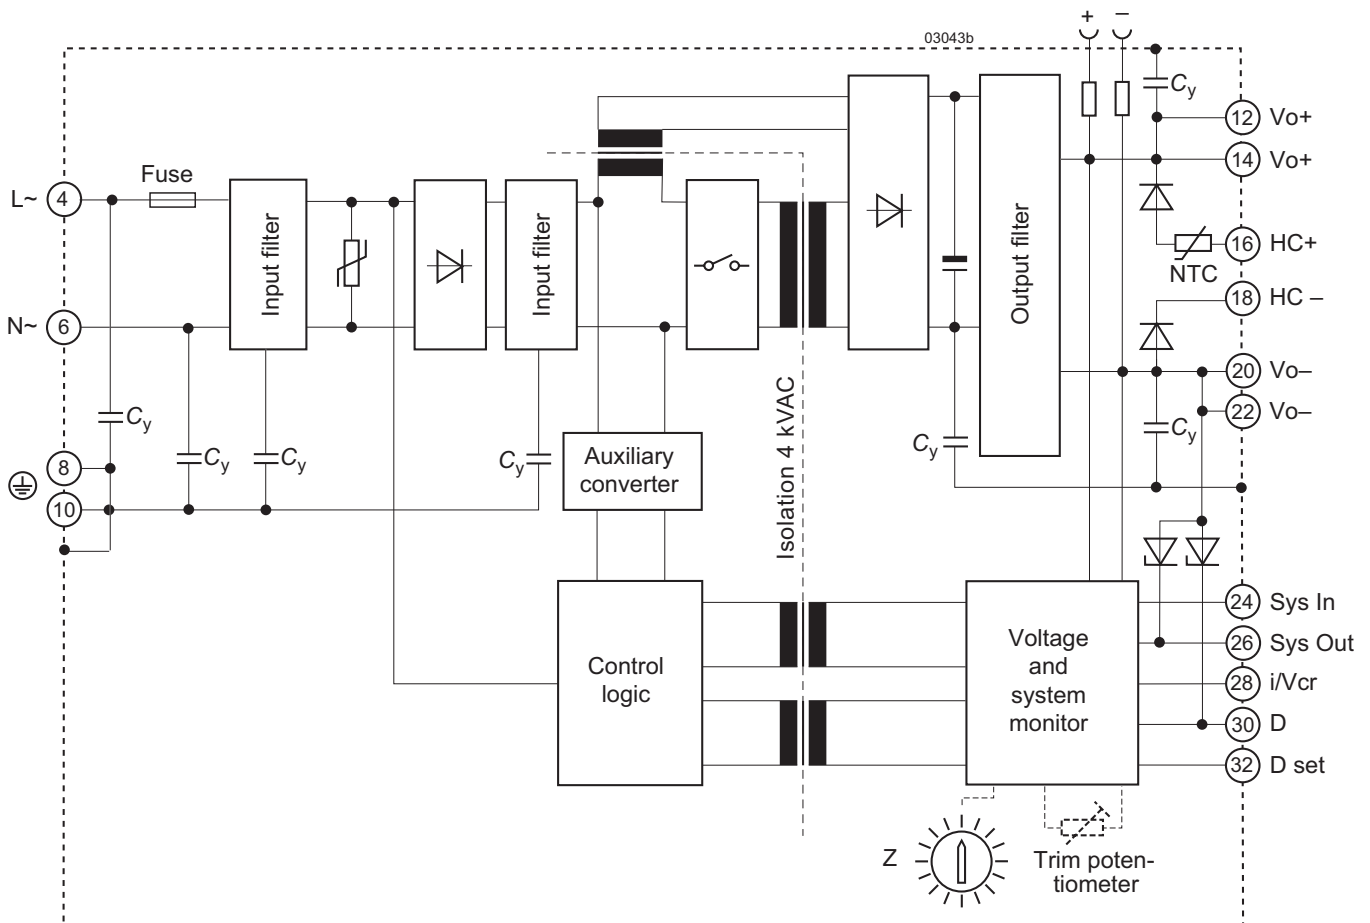 + –
03043b
Cy
12 Vo+
14 Vo+
Fuse
L~ 4
Input filter
Input filter
Output filter
16 HC+
NTC
18 HC –
N~ 6
20 Vo–
22 Vo–
Cy
Cy
Cy
Cy
Cy
Cy
8
10
Auxiliary
converter
Isolation 4 kVAC
24 Sys In
26 Sys Out
28 i/Vcr
30 D
32 D set
Control
logic
Voltage
and
system
monitor
Z
Trim poten-
tiometer